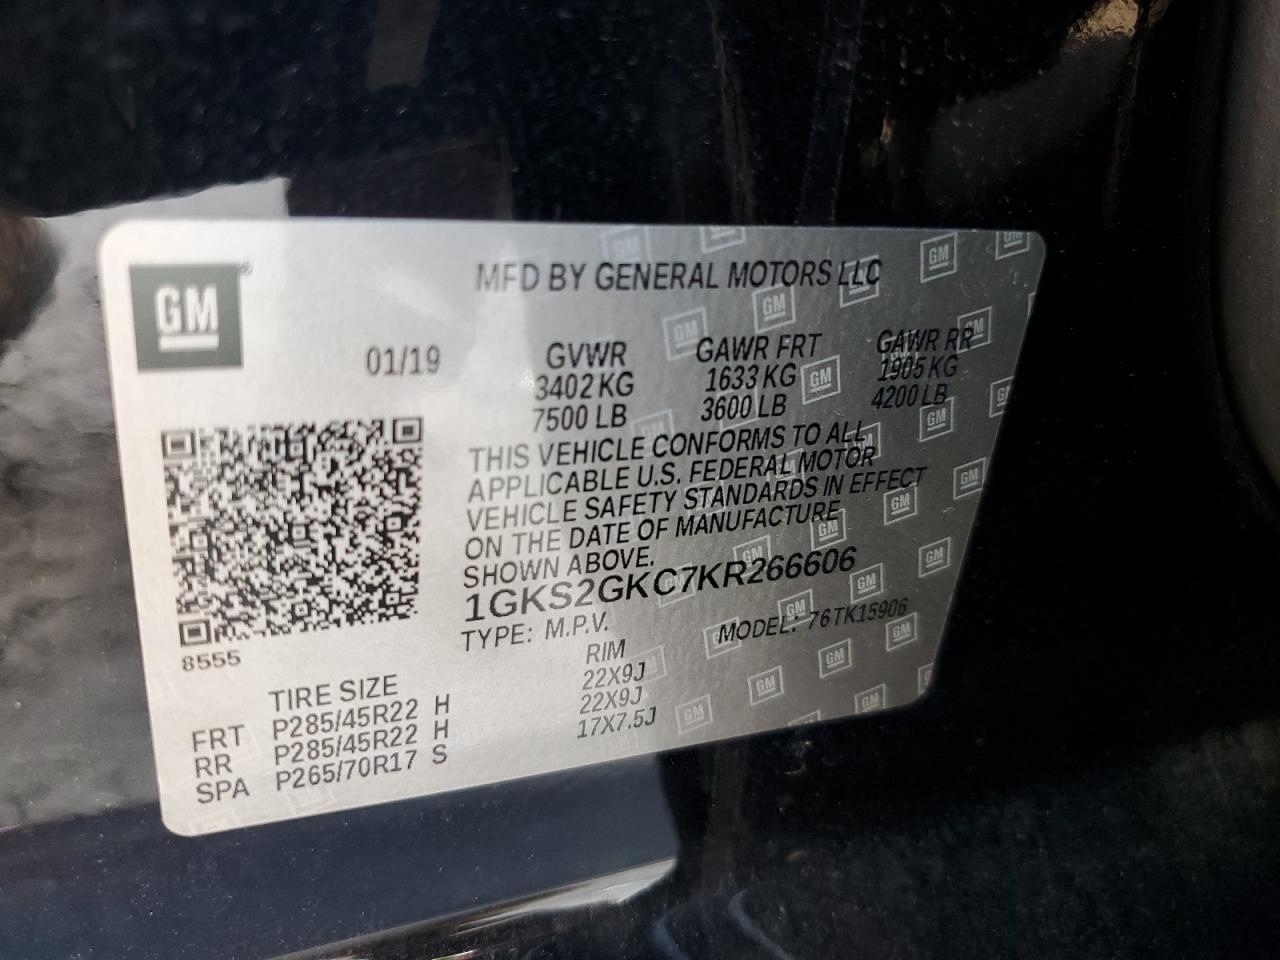 GM®
MFD BY GENERAL MOTORS LLC
01/19 GVWR GAWR FRT GAWR RR
3402 KG 1633 KG 1905 KG
7500 LB 3600 LB 4200 LB
THIS VEHICLE CONFORMS TO ALL
APPLICABLE U.S. FEDERAL MOTOR
VEHICLE SAFETY STANDARDS IN EFFECT
ON THE DATE OF MANUFACTURE
SHOWN ABOVE.
1GKS2GKC7KR266606
TYPE: M.P.V. MODEL: 76TK15906
8555
TIRE SIZE RIM
FRT P285/45R22 H 22X9J
RR P285/45R22 H 22X9J
SPA P265/70R17 S 17X7.5J